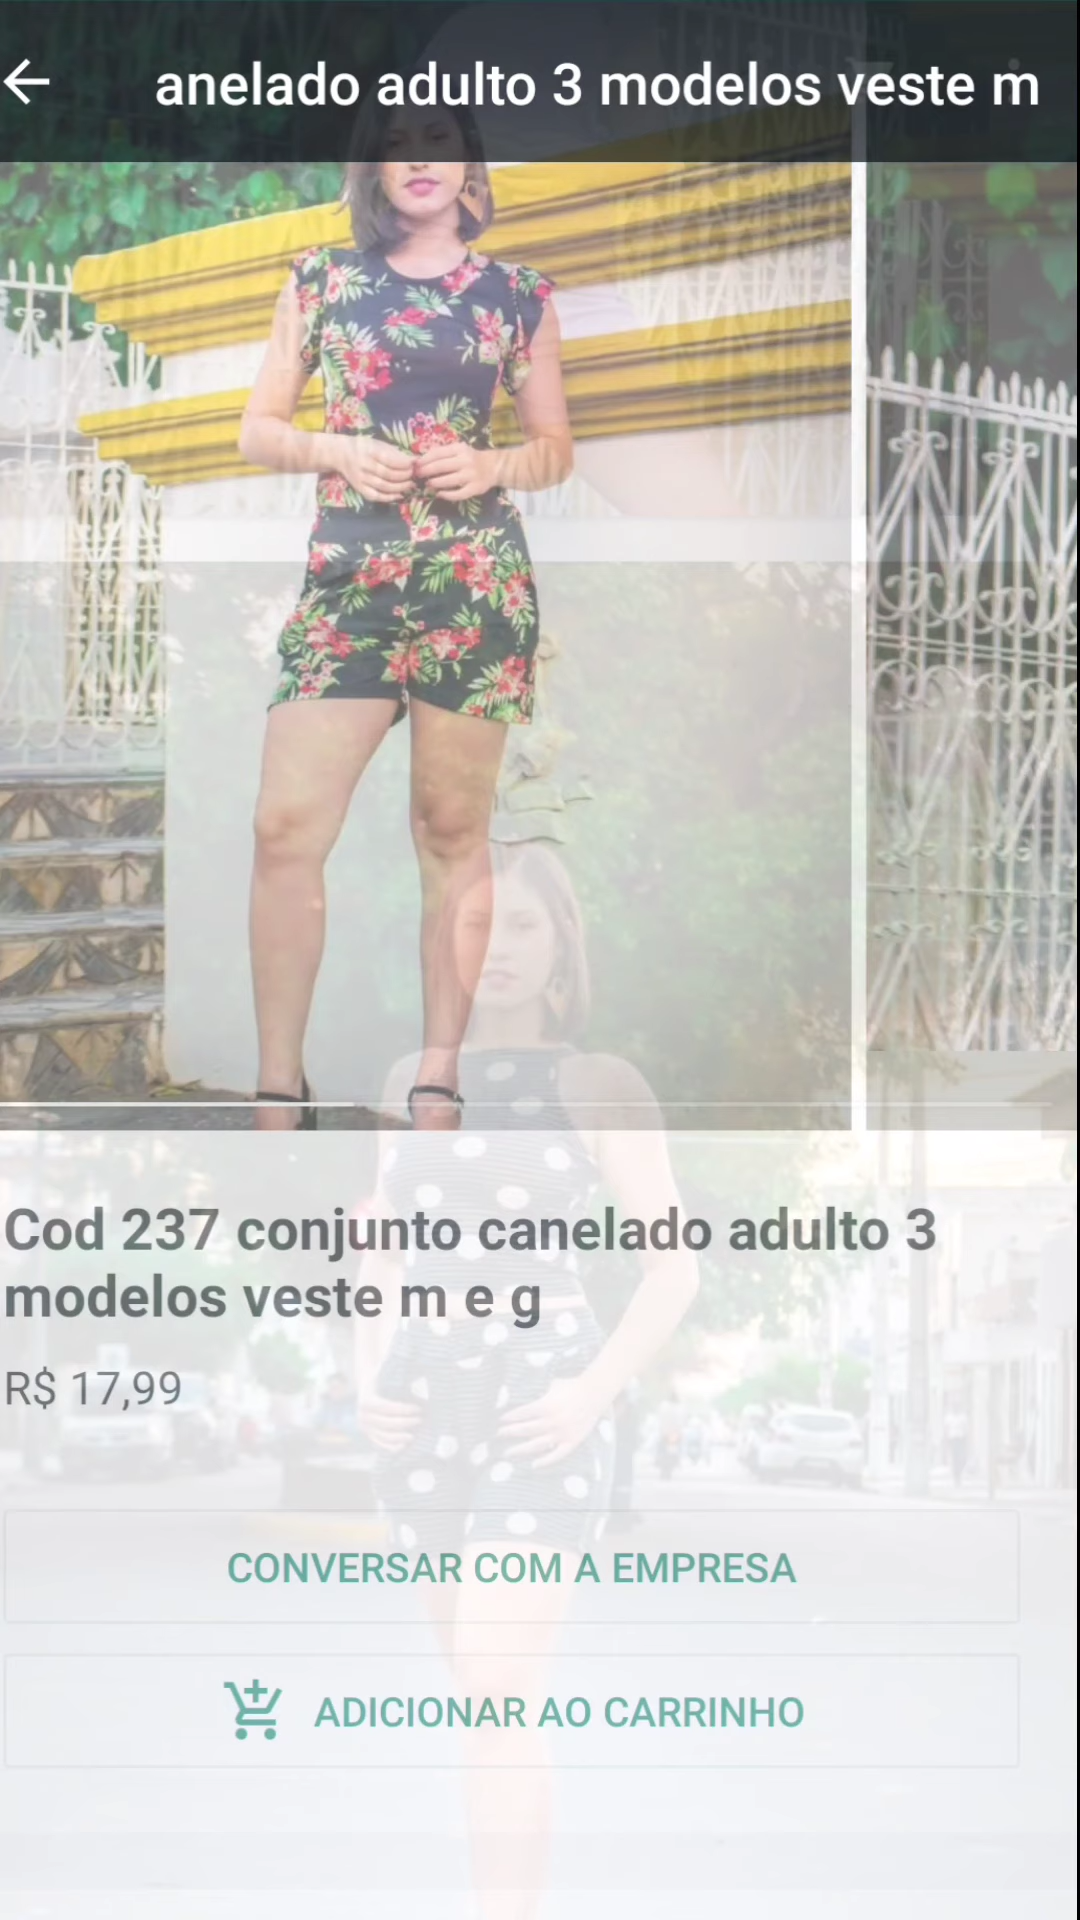 anelado adulto 3 modelos veste m
Cod 237 conjunto canelado adulto 3
modelos veste m e g
R$ 17,99
CONVERSAR COM A EMPRESA
ADICIONAR AO CARRINHO